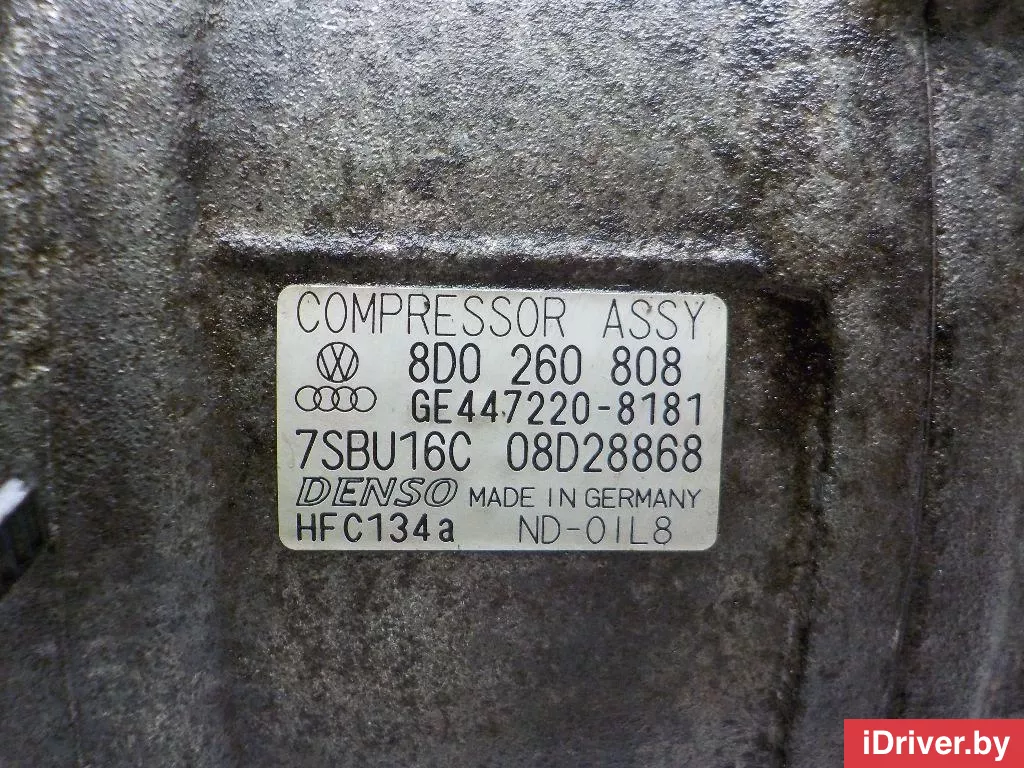 COMPRESSOR ASSY
8D0 260 808
GE447220-8181
7SBU16C 08D28868
DENSO MADE IN GERMANY
HFC134a ND-OIL8
iDriver.by